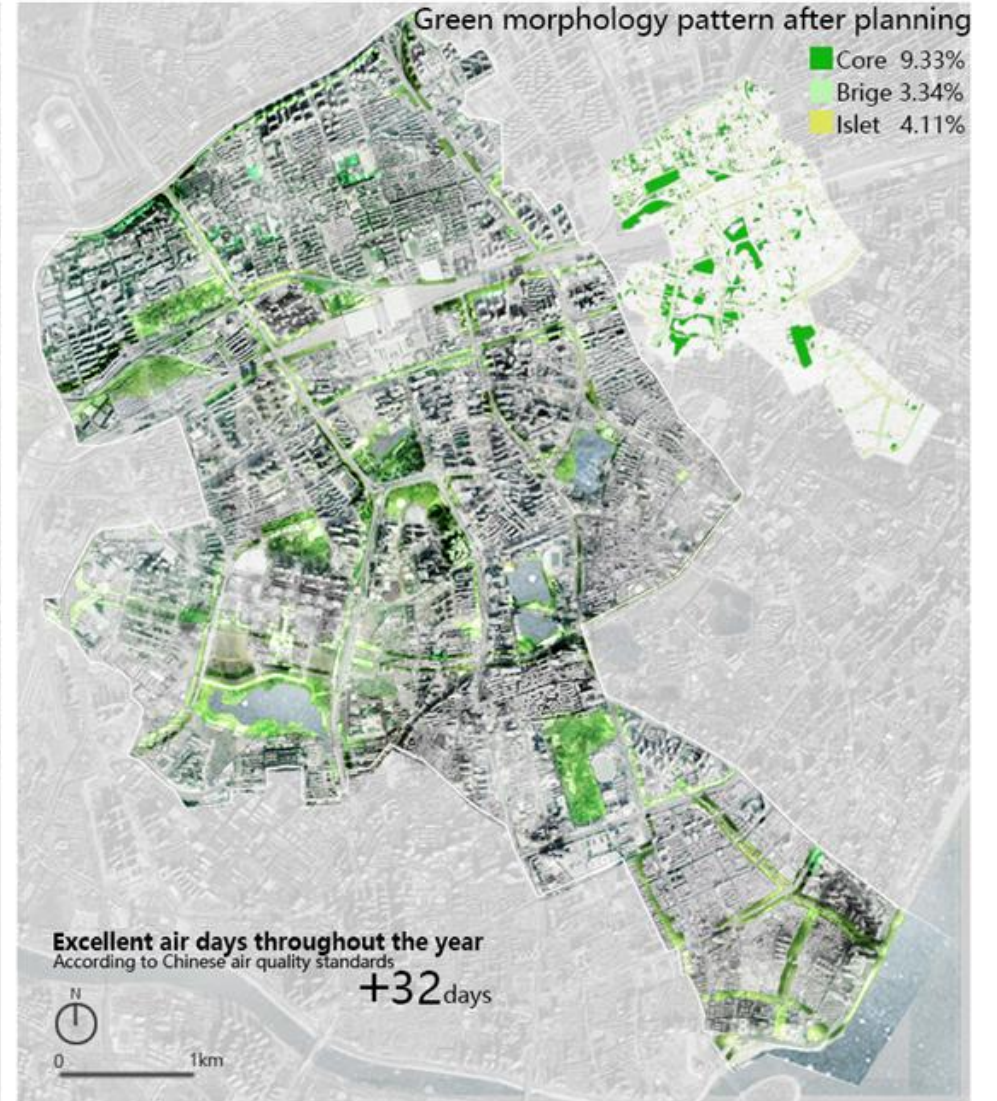 Green morphology pattern after planning
Core 9.33%
Brige 3.34%
Islet 4.11%
Excellent air days throughout the year
According to Chinese air quality standards
+32days
N
0 1km